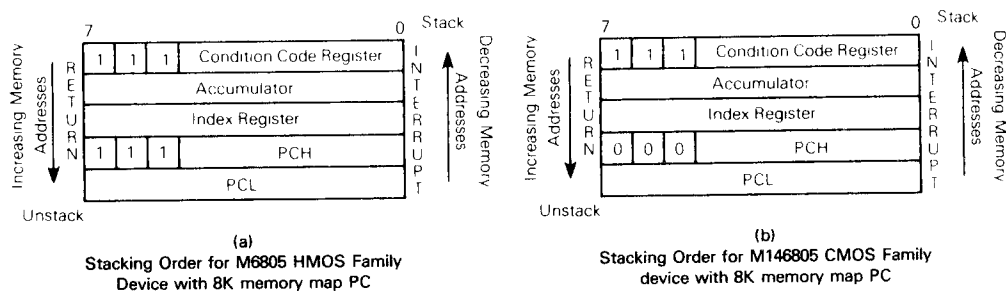 7 0 Stack
1 1 1 Condition Code Register
Accumulator
Index Register
1 1 1 PCH
PCL
Increasing Memory
Addresses
RETURN
INTERRUPT
Addresses
Decreasing Memory
Unstack
(a)
Stacking Order for M6805 HMOS Family
Device with 8K memory map PC
7 0 Stack
1 1 1 Condition Code Register
Accumulator
Index Register
0 0 0 PCH
PCL
Increasing Memory
Addresses
RETURN
INTERRUPT
Addresses
Decreasing Memory
Unstack
(b)
Stacking Order for M146805 CMOS Family
device with 8K memory map PC